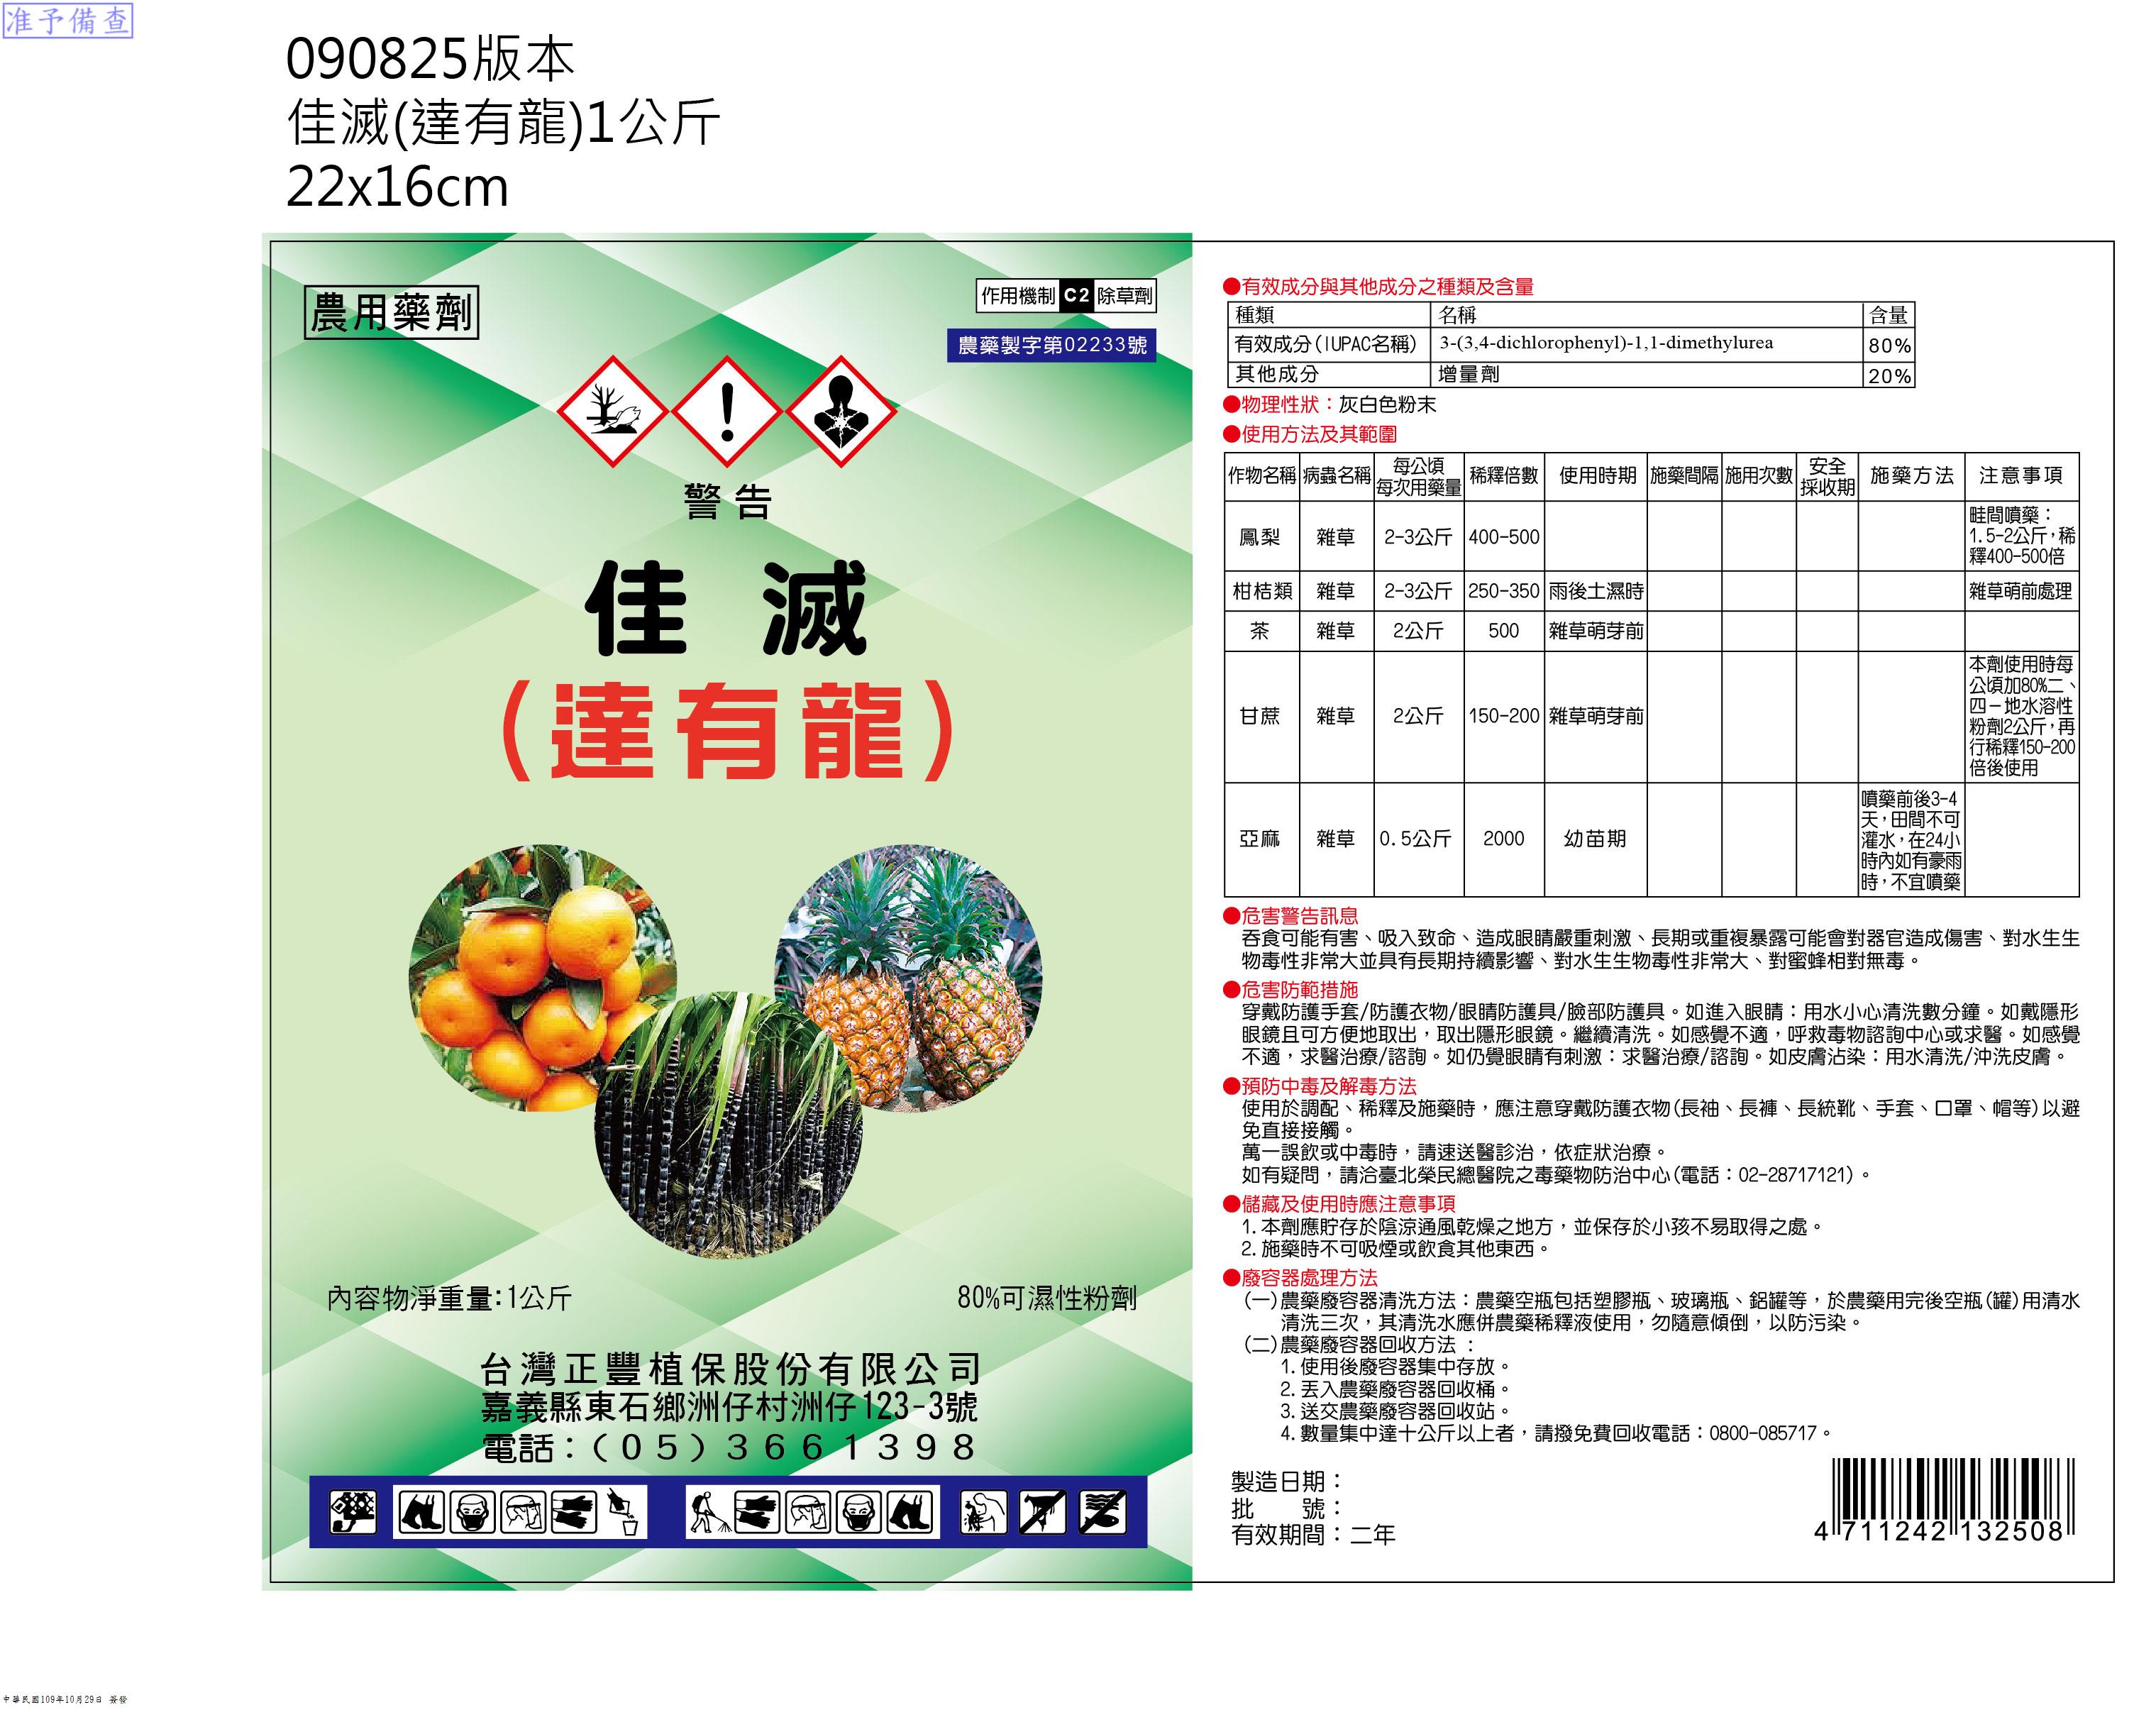 准予備查
090825版本
佳滅(達有龍)1公斤
22x16cm
農用藥劑
作用機制 C2 除草劑
農藥製字第02233號
警告
佳 滅
(達有龍)
內容物淨重量:1公斤
80%可濕性粉劑
台灣正豐植保股份有限公司
嘉義縣東石鄉洲仔村洲仔123-3號
電話：(05)3661398
●有效成分與其他成分之種類及含量
種類 名稱 含量
有效成分(IUPAC名稱) 3-(3,4-dichlorophenyl)-1,1-dimethylurea 80%
其他成分 增量劑 20%
●物理性狀：灰白色粉末
●使用方法及其範圍
作物名稱 病蟲名稱 每公頃每次用藥量 稀釋倍數 使用時期 施藥間隔 施用次數 安全採收期 施藥方法 注意事項
鳳梨 雜草 2-3公斤 400-500 畦間噴藥：1.5-2公斤，稀釋400-500倍
柑桔類 雜草 2-3公斤 250-350 雨後土濕時 雜草萌前處理
茶 雜草 2公斤 500 雜草萌芽前
甘蔗 雜草 2公斤 150-200 雜草萌芽前 本劑使用時每公頃加80%二、四－地水溶性粉劑2公斤，再行稀釋150-200倍後使用
亞麻 雜草 0.5公斤 2000 幼苗期 噴藥前後3-4天，田間不可灌水，在24小時內如有豪雨時，不宜噴藥
●危害警告訊息
吞食可能有害、吸入致命、造成眼睛嚴重刺激、長期或重複暴露可能會對器官造成傷害、對水生生
物毒性非常大並具有長期持續影響、對水生生物毒性非常大、對蜜蜂相對無毒。
●危害防範措施
穿戴防護手套/防護衣物/眼睛防護具/臉部防護具。如進入眼睛：用水小心清洗數分鐘。如戴隱形
眼鏡且可方便地取出，取出隱形眼鏡。繼續清洗。如感覺不適，呼救毒物諮詢中心或求醫。如感覺
不適，求醫治療/諮詢。如仍覺眼睛有刺激：求醫治療/諮詢。如皮膚沾染：用水清洗/沖洗皮膚。
●預防中毒及解毒方法
使用於調配、稀釋及施藥時，應注意穿戴防護衣物(長袖、長褲、長統靴、手套、口罩、帽等)以避
免直接接觸。
萬一誤飲或中毒時，請速送醫診治，依症狀治療。
如有疑問，請洽臺北榮民總醫院之毒藥物防治中心(電話：02-28717121)。
●儲藏及使用時應注意事項
1.本劑應貯存於陰涼通風乾燥之地方，並保存於小孩不易取得之處。
2.施藥時不可吸煙或飲食其他東西。
●廢容器處理方法
(一)農藥廢容器清洗方法：農藥空瓶包括塑膠瓶、玻璃瓶、鋁罐等，於農藥用完後空瓶(罐)用清水
清洗三次，其清洗水應併農藥稀釋液使用，勿隨意傾倒，以防污染。
(二)農藥廢容器回收方法：
1.使用後廢容器集中存放。
2.丟入農藥廢容器回收桶。
3.送交農藥廢容器回收站。
4.數量集中達十公斤以上者，請撥免費回收電話：0800-085717。
製造日期：
批　　號：
有效期間：二年
4 711242 132508
中華民國109年10月29日 簽發